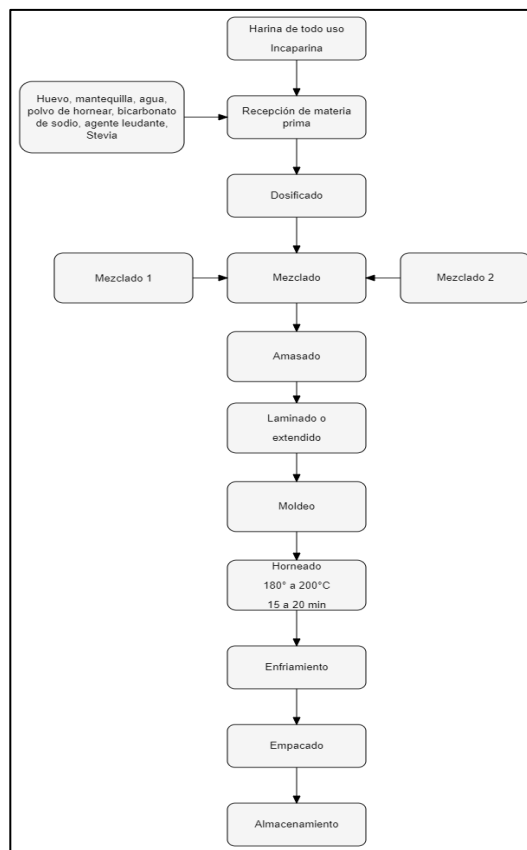 Harina de todo uso
Incaparina
Huevo, mantequilla, agua,
polvo de hornear, bicarbonato
de sodio, agente leudante,
Stevia
Recepción de materia
prima
Dosificado
Mezclado 1
Mezclado
Mezclado 2
Amasado
Laminado o
extendido
Moldeo
Horneado
180° a 200°C
15 a 20 min
Enfriamiento
Empacado
Almacenamiento